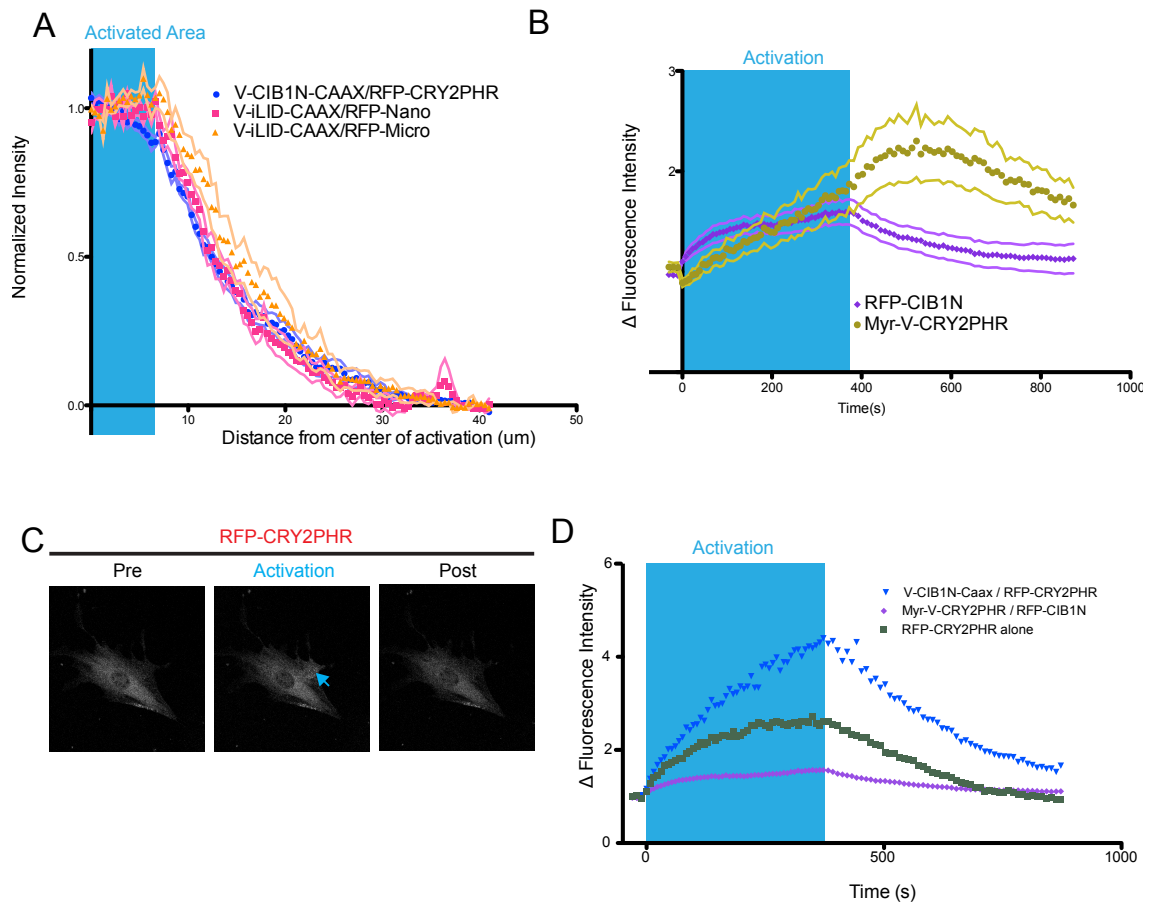 A
Activated Area
V-CIB1N-CAAX/RFP-CRY2PHR
V-iLID-CAAX/RFP-Nano
V-iLID-CAAX/RFP-Micro
Normalized Inensity
1.0
0.5
0.0
10
20
30
40
50
Distance from center of activation (um)
B
Activation
Δ Fluorescence Intensity
3
2
RFP-CIB1N
Myr-V-CRY2PHR
0
200
400
600
800
1000
Time(s)
C
RFP-CRY2PHR
Pre
Activation
Post
D
Activation
Δ Fluorescence Intensity
6
4
2
0
V-CIB1N-Caax / RFP-CRY2PHR
Myr-V-CRY2PHR / RFP-CIB1N
RFP-CRY2PHR alone
0
500
1000
Time (s)